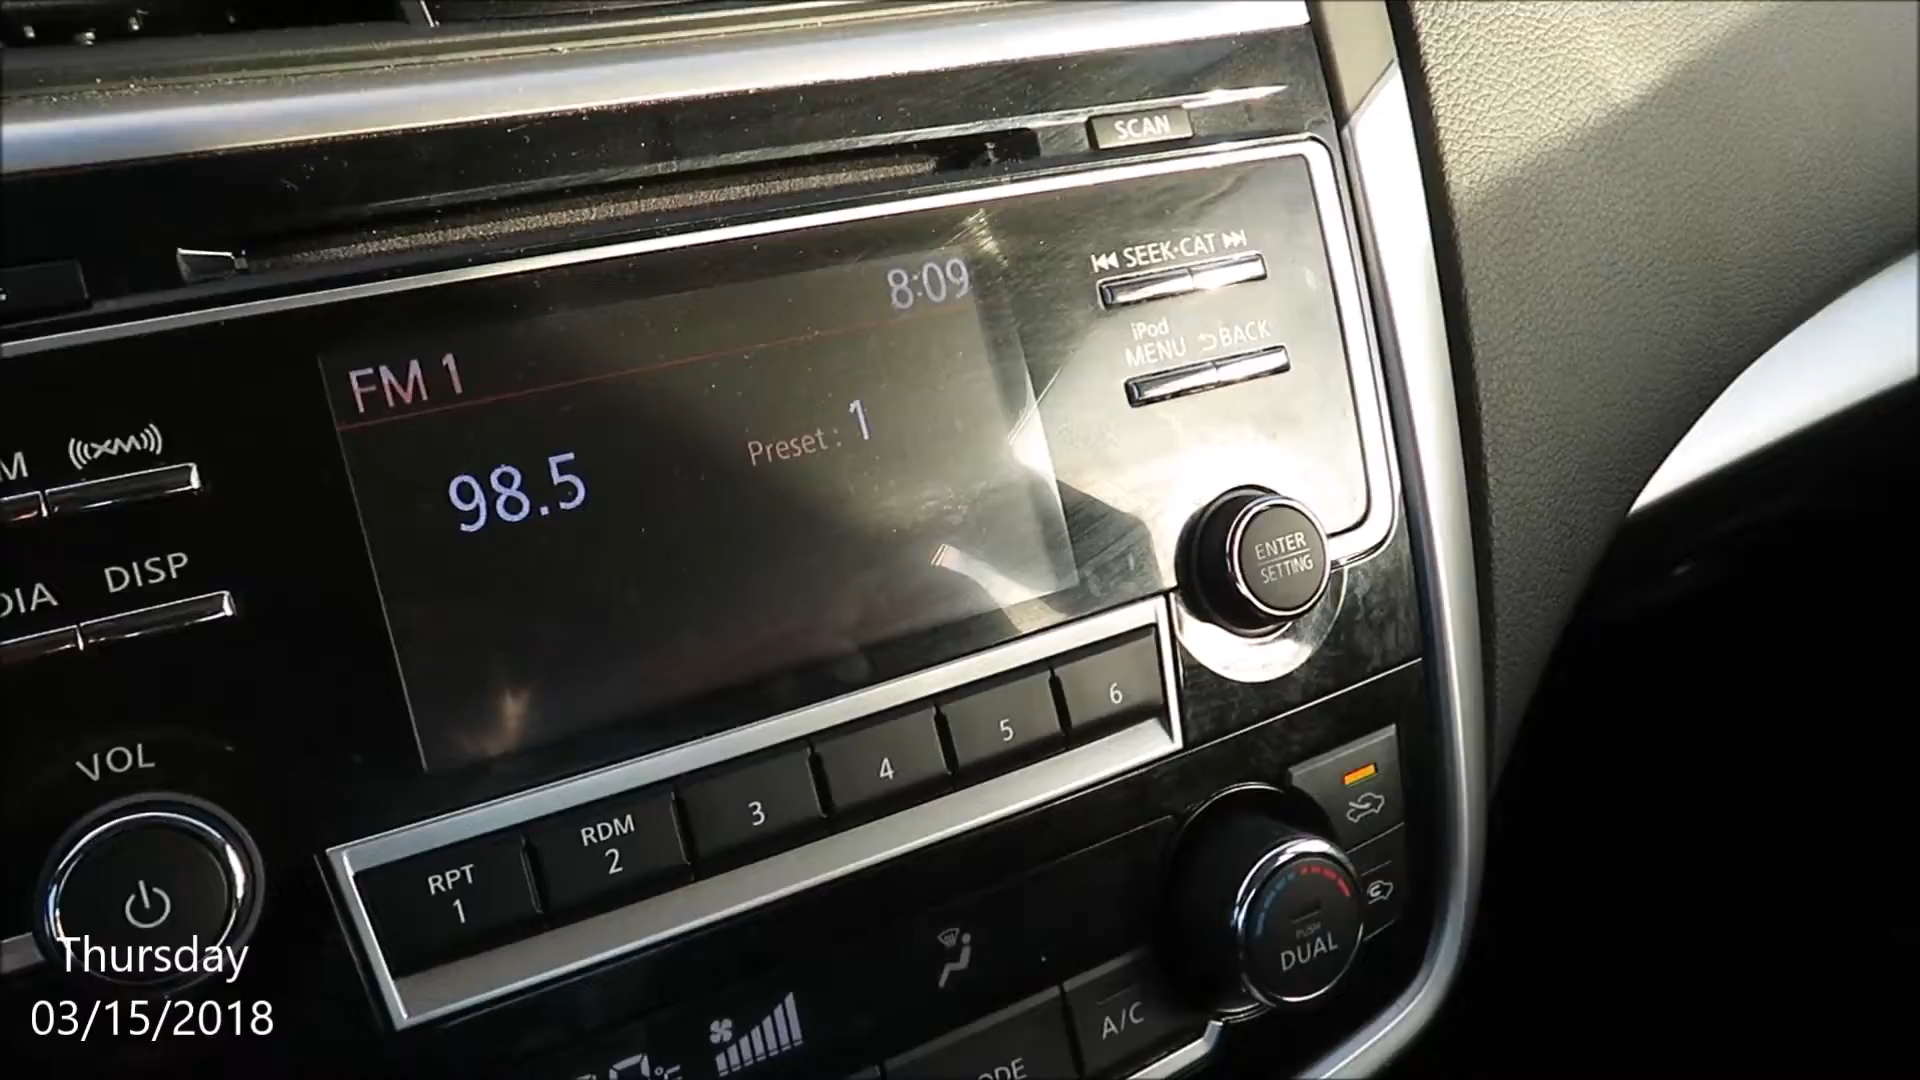 SCAN
SEEK·CAT
8:09
iPod
MENU BACK
FM 1
Preset : 1
98.5
XM
DISP
ENTER
SETTING
VOL
RPT
1
RDM
2
3
4
5
6
PUSH
DUAL
A/C
Thursday
03/15/2018